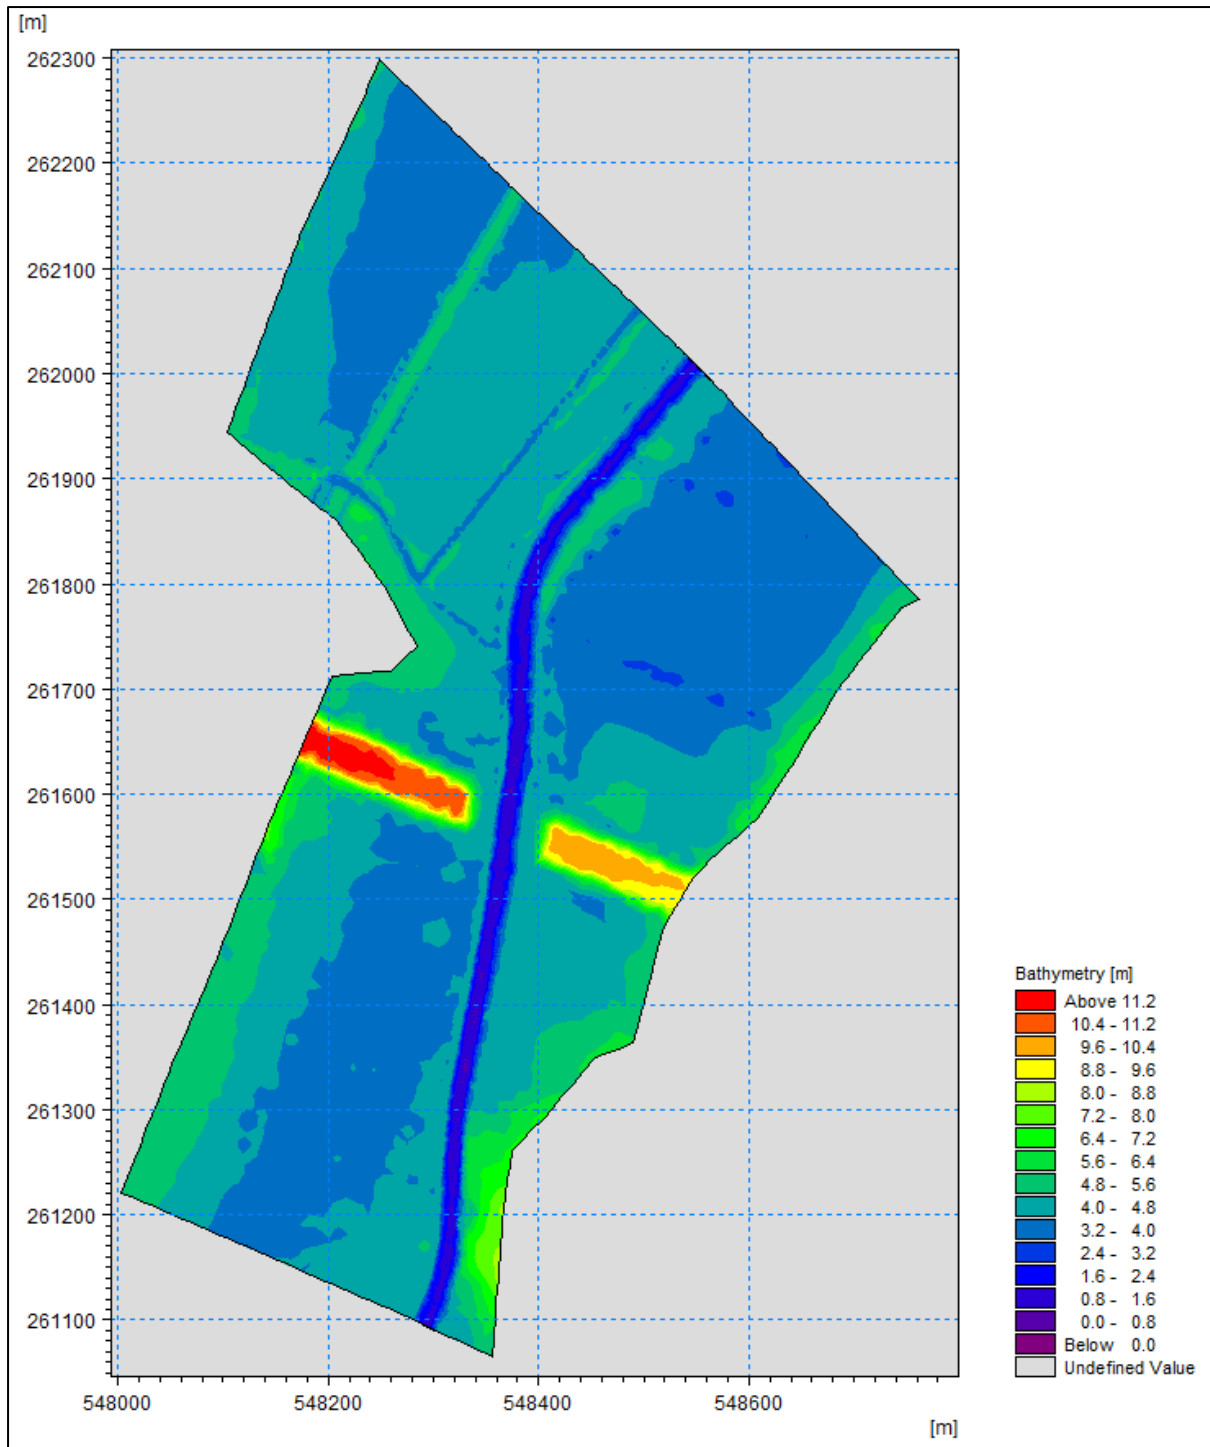 [m]
262300
262200
262100
262000
261900
261800
261700
261600
261500
261400
261300
261200
261100
548000 548200 548400 548600
[m]
Bathymetry [m]
Above 11.2
10.4 - 11.2
9.6 - 10.4
8.8 - 9.6
8.0 - 8.8
7.2 - 8.0
6.4 - 7.2
5.6 - 6.4
4.8 - 5.6
4.0 - 4.8
3.2 - 4.0
2.4 - 3.2
1.6 - 2.4
0.8 - 1.6
0.0 - 0.8
Below 0.0
Undefined Value